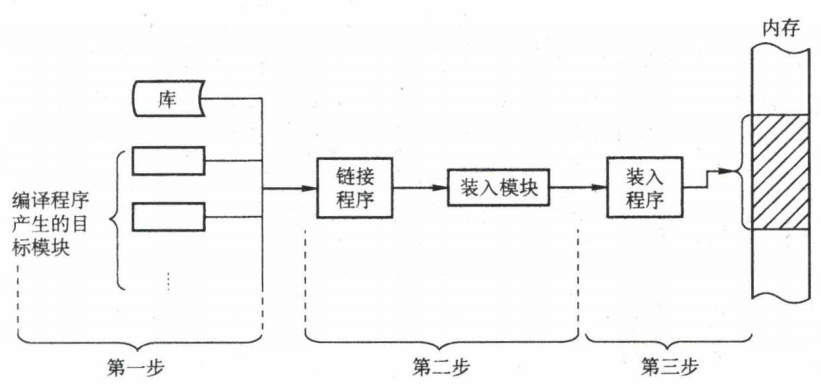 内存
库
编译程序
产生的目
标模块
链接
程序
装入模块
装入
程序
第一步
第二步
第三步